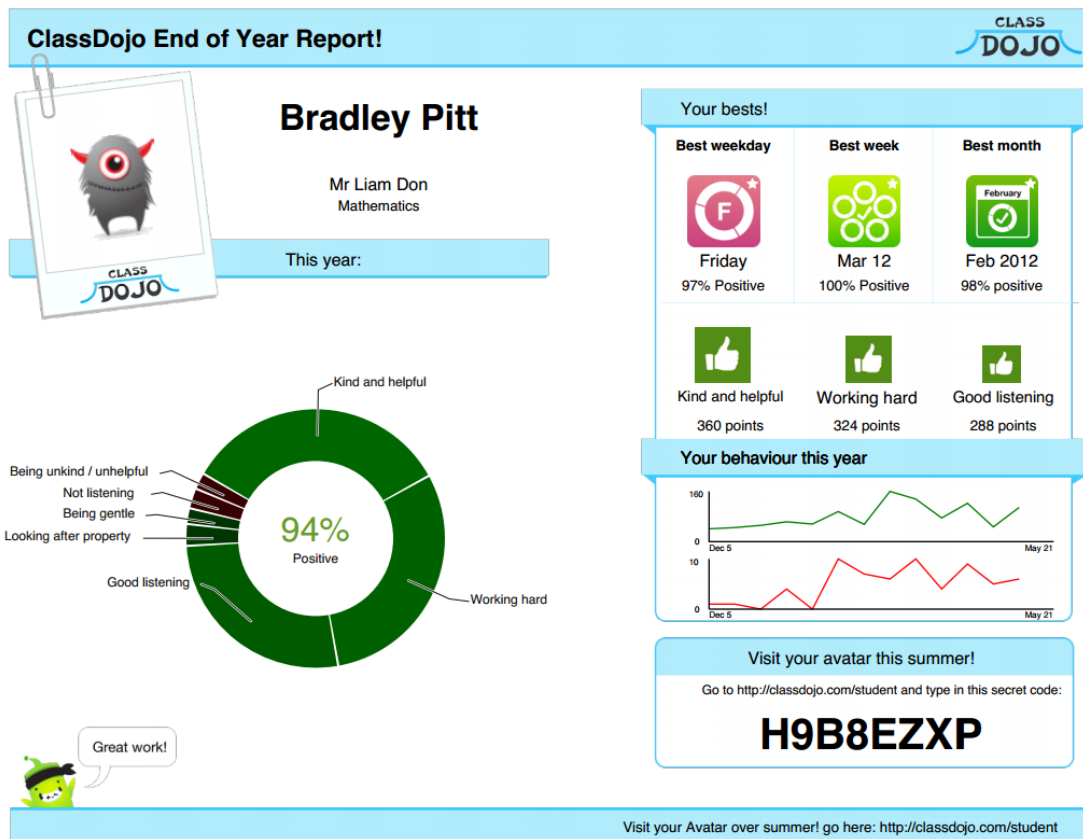 ClassDojo End of Year Report!
CLASS
DOJO
CLASS
DOJO
Bradley Pitt
Mr Liam Don
Mathematics
This year:
Kind and helpful
Being unkind / unhelpful
Not listening
Being gentle
Looking after property
Good listening
Working hard
94%
Positive
Great work!
Your bests!
Best weekday
Best week
Best month
F
February
Friday
Mar 12
Feb 2012
97% Positive
100% Positive
98% positive
Kind and helpful
Working hard
Good listening
360 points
324 points
288 points
Your behaviour this year
160
0
Dec 5
May 21
10
0
Dec 5
May 21
Visit your avatar this summer!
Go to http://classdojo.com/student and type in this secret code:
H9B8EZXP
Visit your Avatar over summer! go here: http://classdojo.com/student